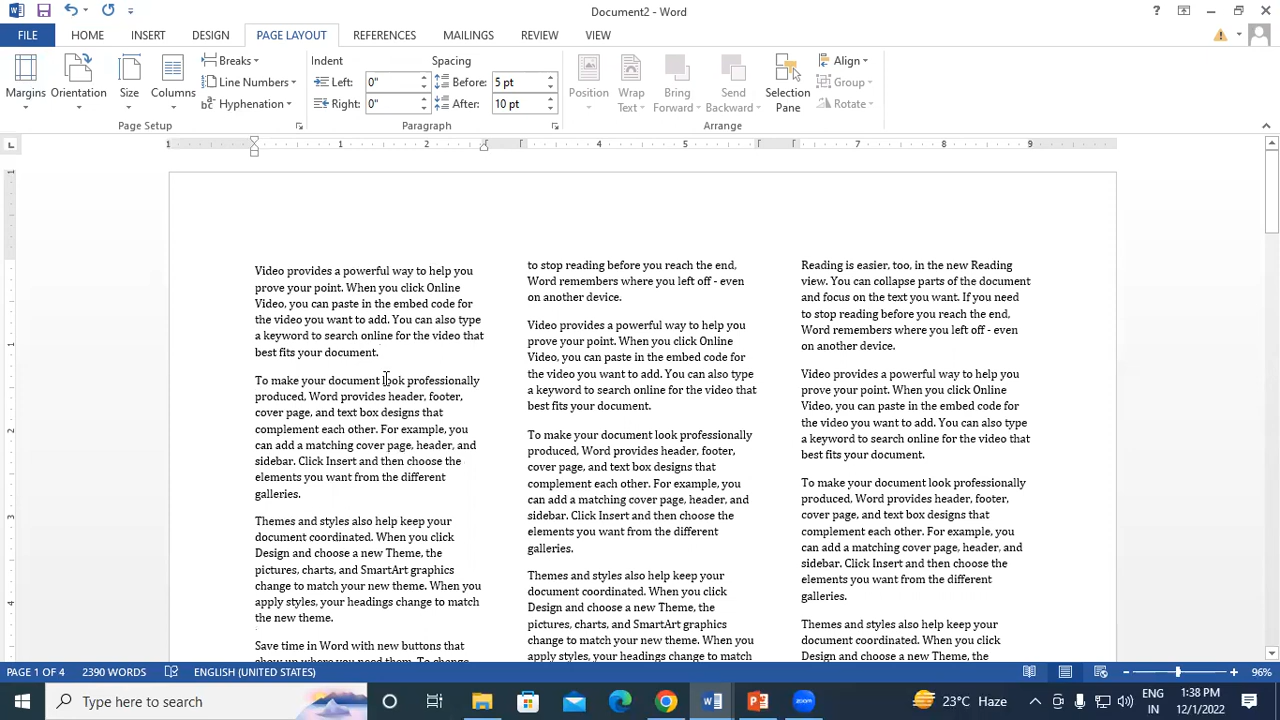 Document2 - Word
?
FILE HOME INSERT DESIGN PAGE LAYOUT REFERENCES MAILINGS REVIEW VIEW
Margins Orientation Size Columns
Breaks
Line Numbers
Hyphenation
Page Setup
Indent
Left: 0"
Right: 0"
Spacing
Before: 5 pt
After: 10 pt
Paragraph
Position
Wrap Text
Bring Forward
Send Backward
Selection Pane
Align
Group
Rotate
Arrange
1 1 2 4 5 7 8 9
Video provides a powerful way to help you
prove your point. When you click Online
Video, you can paste in the embed code for
the video you want to add. You can also type
a keyword to search online for the video that
best fits your document.
To make your document look professionally
produced, Word provides header, footer,
cover page, and text box designs that
complement each other. For example, you
can add a matching cover page, header, and
sidebar. Click Insert and then choose the
elements you want from the different
galleries.
Themes and styles also help keep your
document coordinated. When you click
Design and choose a new Theme, the
pictures, charts, and SmartArt graphics
change to match your new theme. When you
apply styles, your headings change to match
the new theme.
Save time in Word with new buttons that
show up where you need them. To change
to stop reading before you reach the end,
Word remembers where you left off - even
on another device.
Video provides a powerful way to help you
prove your point. When you click Online
Video, you can paste in the embed code for
the video you want to add. You can also type
a keyword to search online for the video that
best fits your document.
To make your document look professionally
produced, Word provides header, footer,
cover page, and text box designs that
complement each other. For example, you
can add a matching cover page, header, and
sidebar. Click Insert and then choose the
elements you want from the different
galleries.
Themes and styles also help keep your
document coordinated. When you click
Design and choose a new Theme, the
pictures, charts, and SmartArt graphics
change to match your new theme. When you
apply styles, your headings change to match
Reading is easier, too, in the new Reading
view. You can collapse parts of the document
and focus on the text you want. If you need
to stop reading before you reach the end,
Word remembers where you left off - even
on another device.
Video provides a powerful way to help you
prove your point. When you click Online
Video, you can paste in the embed code for
the video you want to add. You can also type
a keyword to search online for the video that
best fits your document.
To make your document look professionally
produced, Word provides header, footer,
cover page, and text box designs that
complement each other. For example, you
can add a matching cover page, header, and
sidebar. Click Insert and then choose the
elements you want from the different
galleries.
Themes and styles also help keep your
document coordinated. When you click
Design and choose a new Theme, the
1
1
2
3
4
PAGE 1 OF 4 2390 WORDS ENGLISH (UNITED STATES) 96%
Type here to search
zoom
23°C Haze
ENG
IN
1:38 PM
12/1/2022